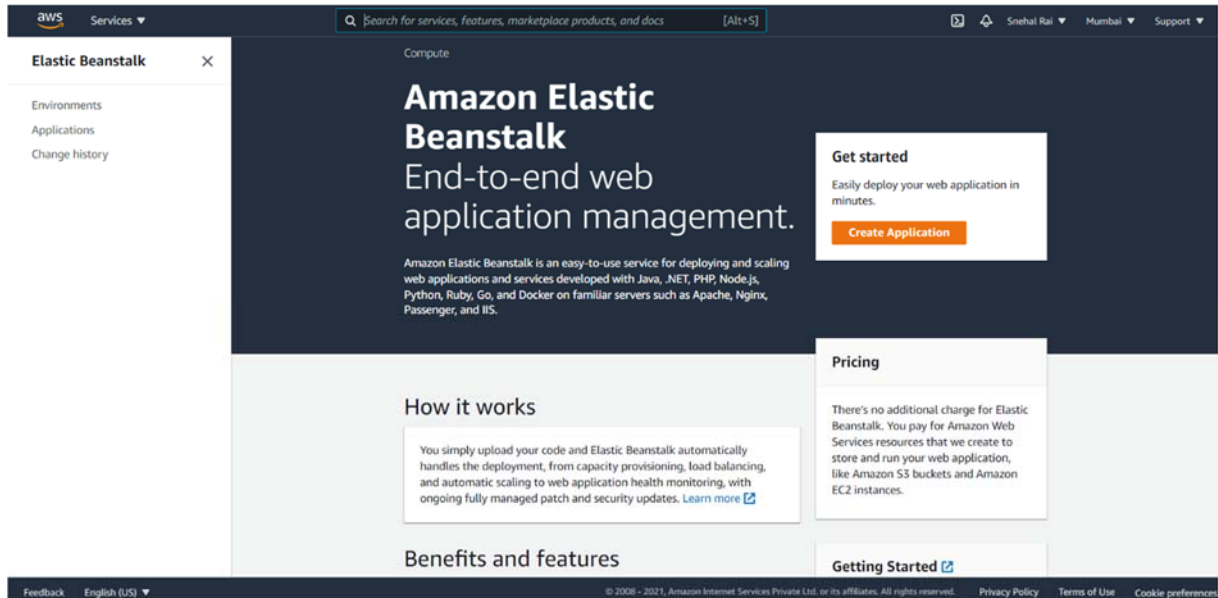 aws
Services ▼
Search for services, features, marketplace products, and docs
[Alt+S]
Snehal Rai ▼
Mumbai ▼
Support ▼
Elastic Beanstalk
Environments
Applications
Change history
Compute
Amazon Elastic
Beanstalk
End-to-end web
application management.
Amazon Elastic Beanstalk is an easy-to-use service for deploying and scaling
web applications and services developed with Java, .NET, PHP, Node.js,
Python, Ruby, Go, and Docker on familiar servers such as Apache, Nginx,
Passenger, and IIS.
Get started
Easily deploy your web application in
minutes.
Create Application
Pricing
There's no additional charge for Elastic
Beanstalk. You pay for Amazon Web
Services resources that we create to
store and run your web application,
like Amazon S3 buckets and Amazon
EC2 instances.
How it works
You simply upload your code and Elastic Beanstalk automatically
handles the deployment, from capacity provisioning, load balancing,
and automatic scaling to web application health monitoring, with
ongoing fully managed patch and security updates. Learn more
Benefits and features
Getting Started
Feedback
English (US) ▼
© 2008 - 2021, Amazon Internet Services Private Ltd. or its affiliates. All rights reserved.
Privacy Policy
Terms of Use
Cookie preferences